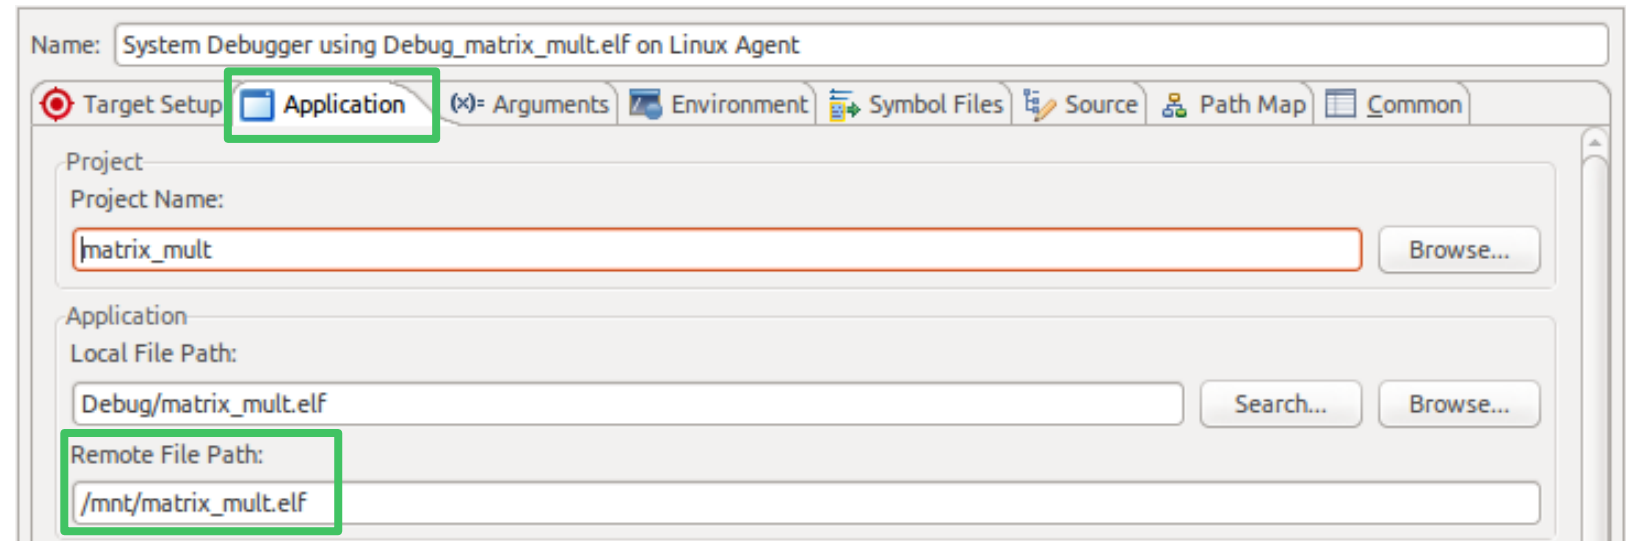 Name: System Debugger using Debug_matrix_mult.elf on Linux Agent
Target Setup Application (x)= Arguments Environment Symbol Files Source Path Map Common
Project
Project Name:
matrix_mult Browse...
Application
Local File Path:
Debug/matrix_mult.elf Search... Browse...
Remote File Path:
/mnt/matrix_mult.elf